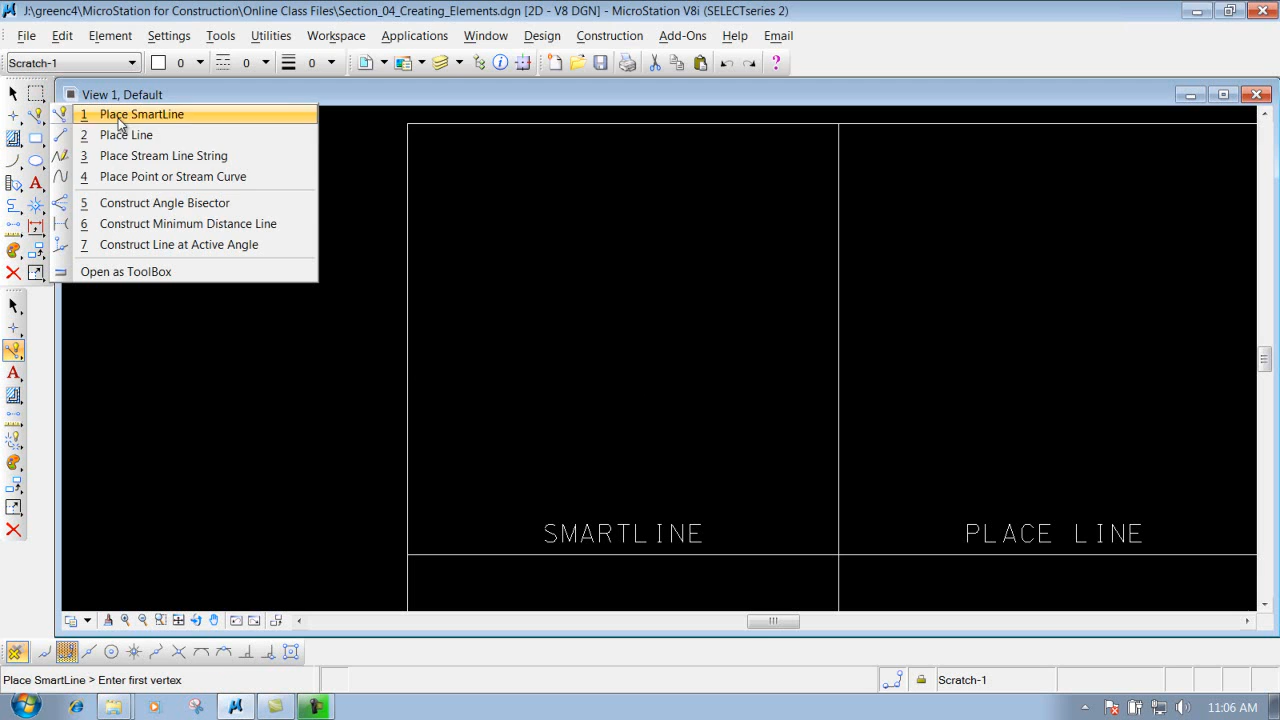 J:\greenc4\MicroStation for Construction\Online Class Files\Section_04_Creating_Elements.dgn [2D - V8 DGN] - MicroStation V8i (SELECTseries 2)
File Edit Element Settings Tools Utilities Workspace Applications Window Design Construction Add-Ons Help Email
Scratch-1 0 0 0
View 1, Default
1 Place SmartLine
2 Place Line
3 Place Stream Line String
4 Place Point or Stream Curve
5 Construct Angle Bisector
6 Construct Minimum Distance Line
7 Construct Line at Active Angle
Open as ToolBox
SMARTLINE PLACE LINE
Place SmartLine > Enter first vertex Scratch-1
11:06 AM